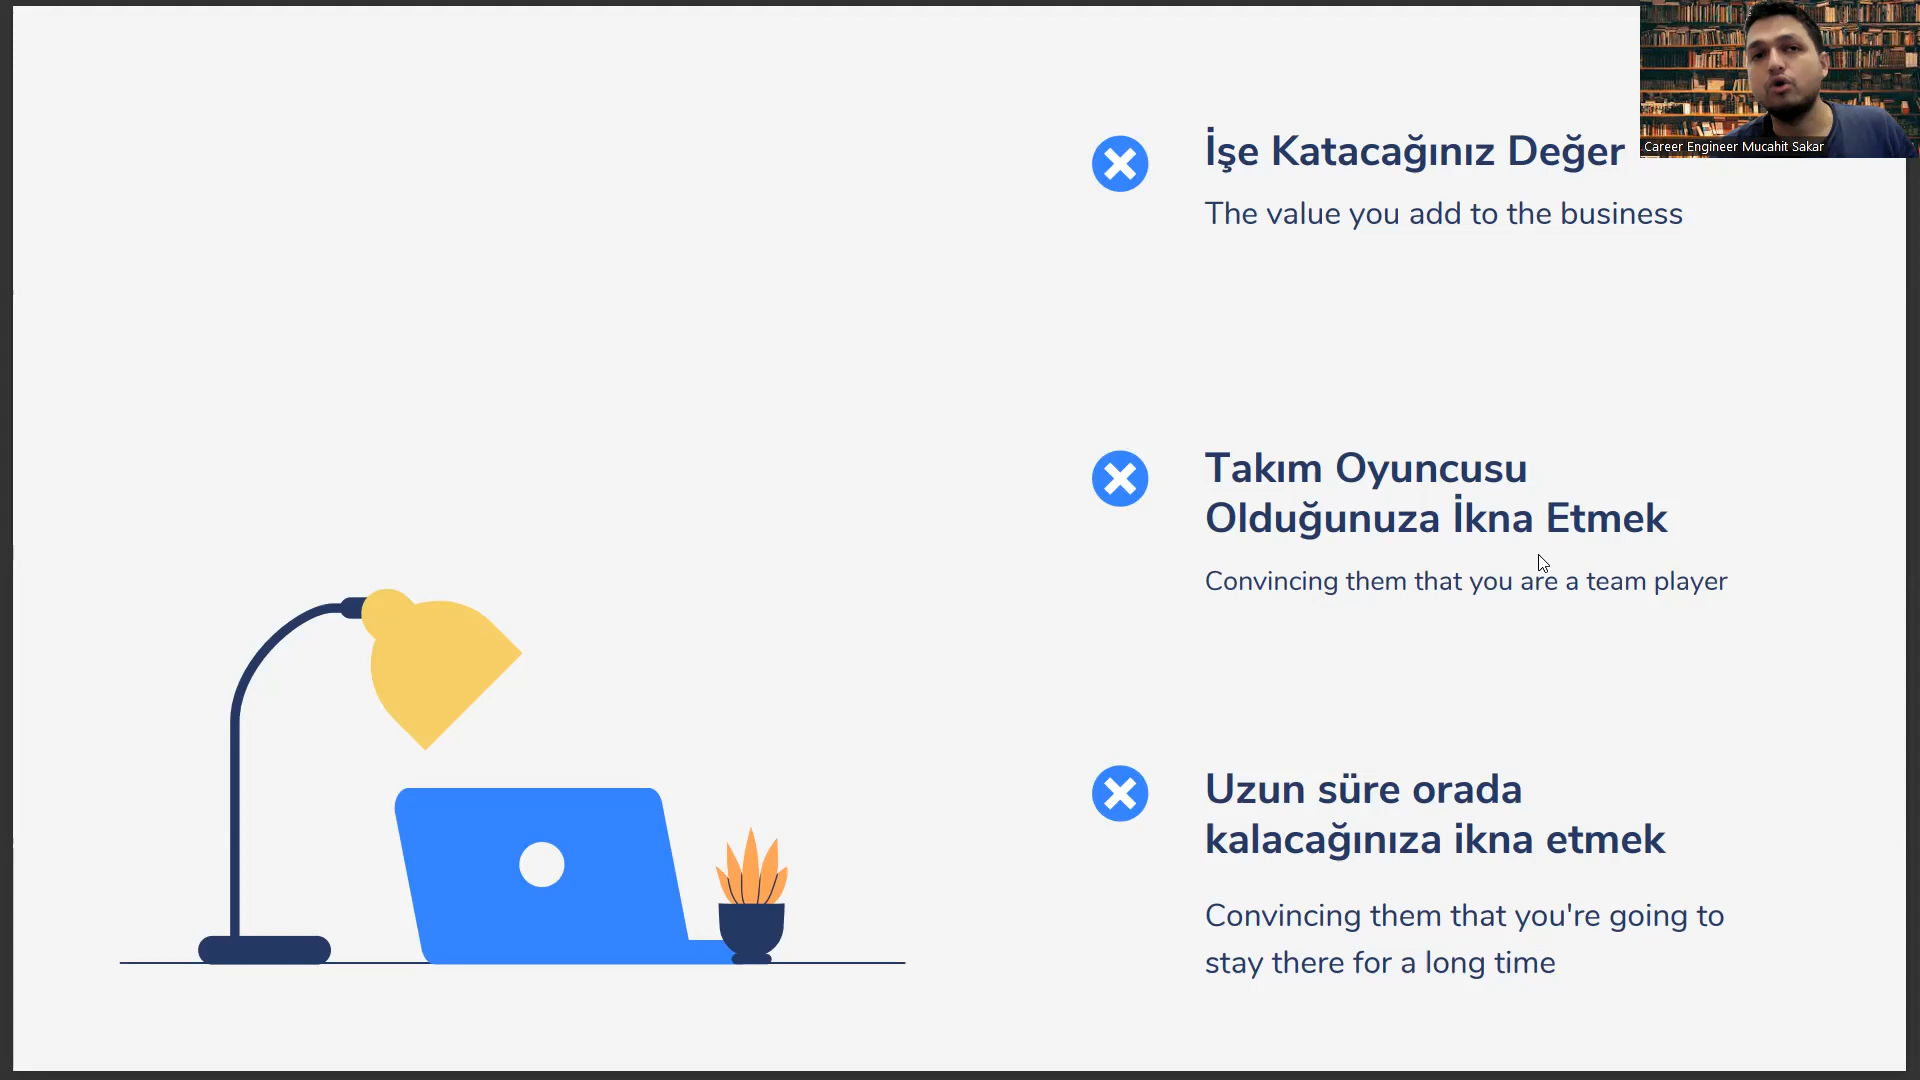 İşe Katacağınız Değer
The value you add to the business
Career Engineer Mucahit Sakar
Takım Oyuncusu
Olduğunuza İkna Etmek
Convincing them that you are a team player
Uzun süre orada
kalacağınıza ikna etmek
Convincing them that you're going to
stay there for a long time